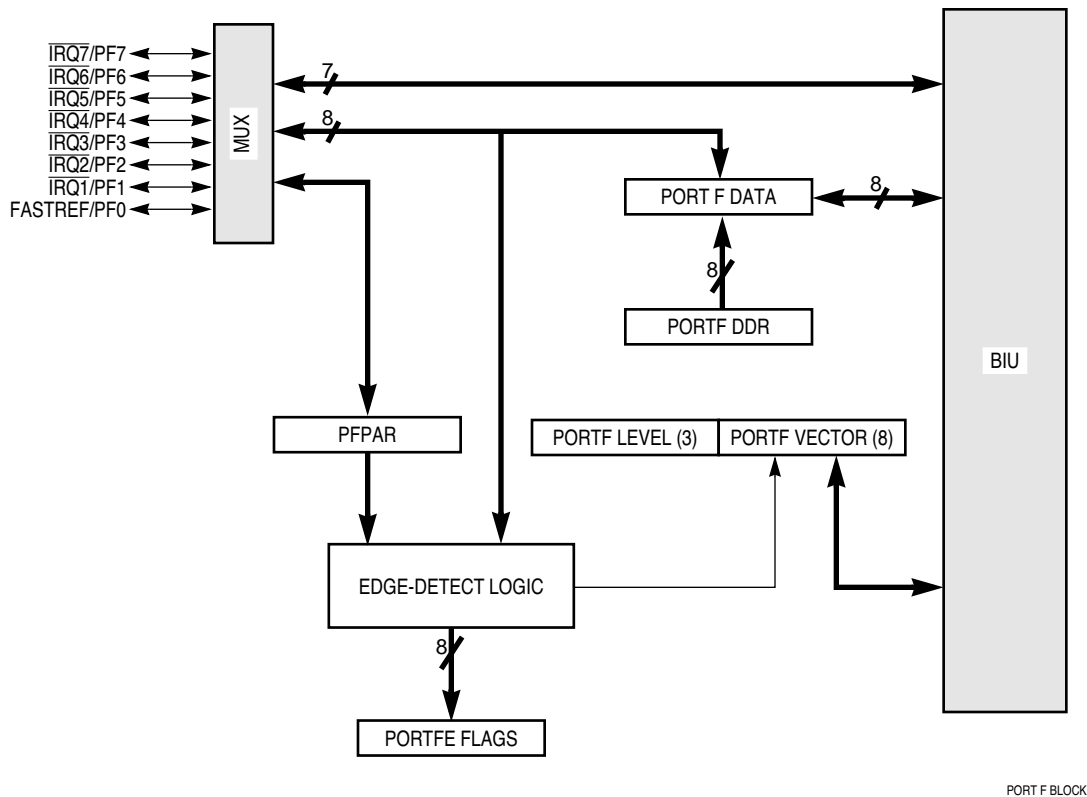 IRQ7/PF7
IRQ6/PF6
IRQ5/PF5
IRQ4/PF4
IRQ3/PF3
IRQ2/PF2
IRQ1/PF1
FASTREF/PF0
MUX
7
8
PORT F DATA
8
8
PORTF DDR
BIU
PFPAR
PORTF LEVEL (3)
PORTF VECTOR (8)
EDGE-DETECT LOGIC
8
PORTFE FLAGS
PORT F BLOCK